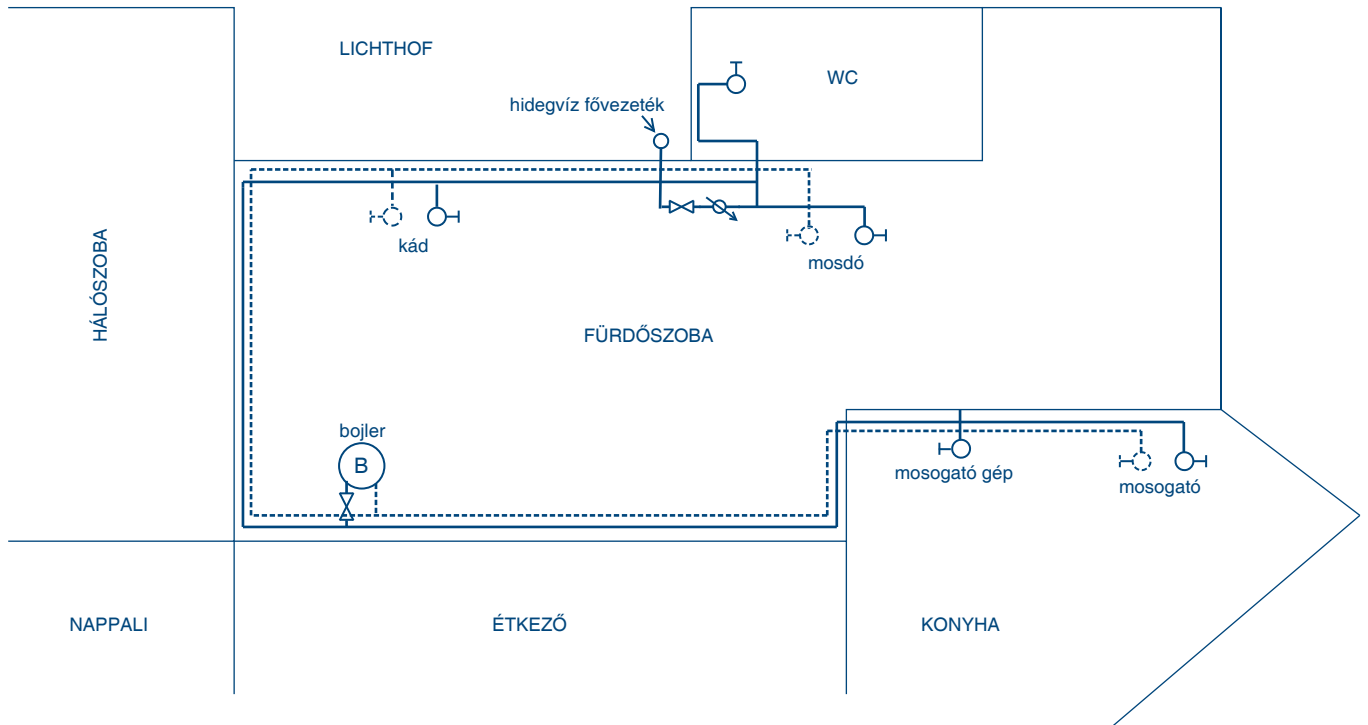 LICHTHOF
WC
hidegvíz fővezeték
kád
mosdó
HÁLÓSZOBA
FÜRDŐSZOBA
bojler
B
mosogató gép
mosogató
NAPPALI
ÉTKEZŐ
KONYHA